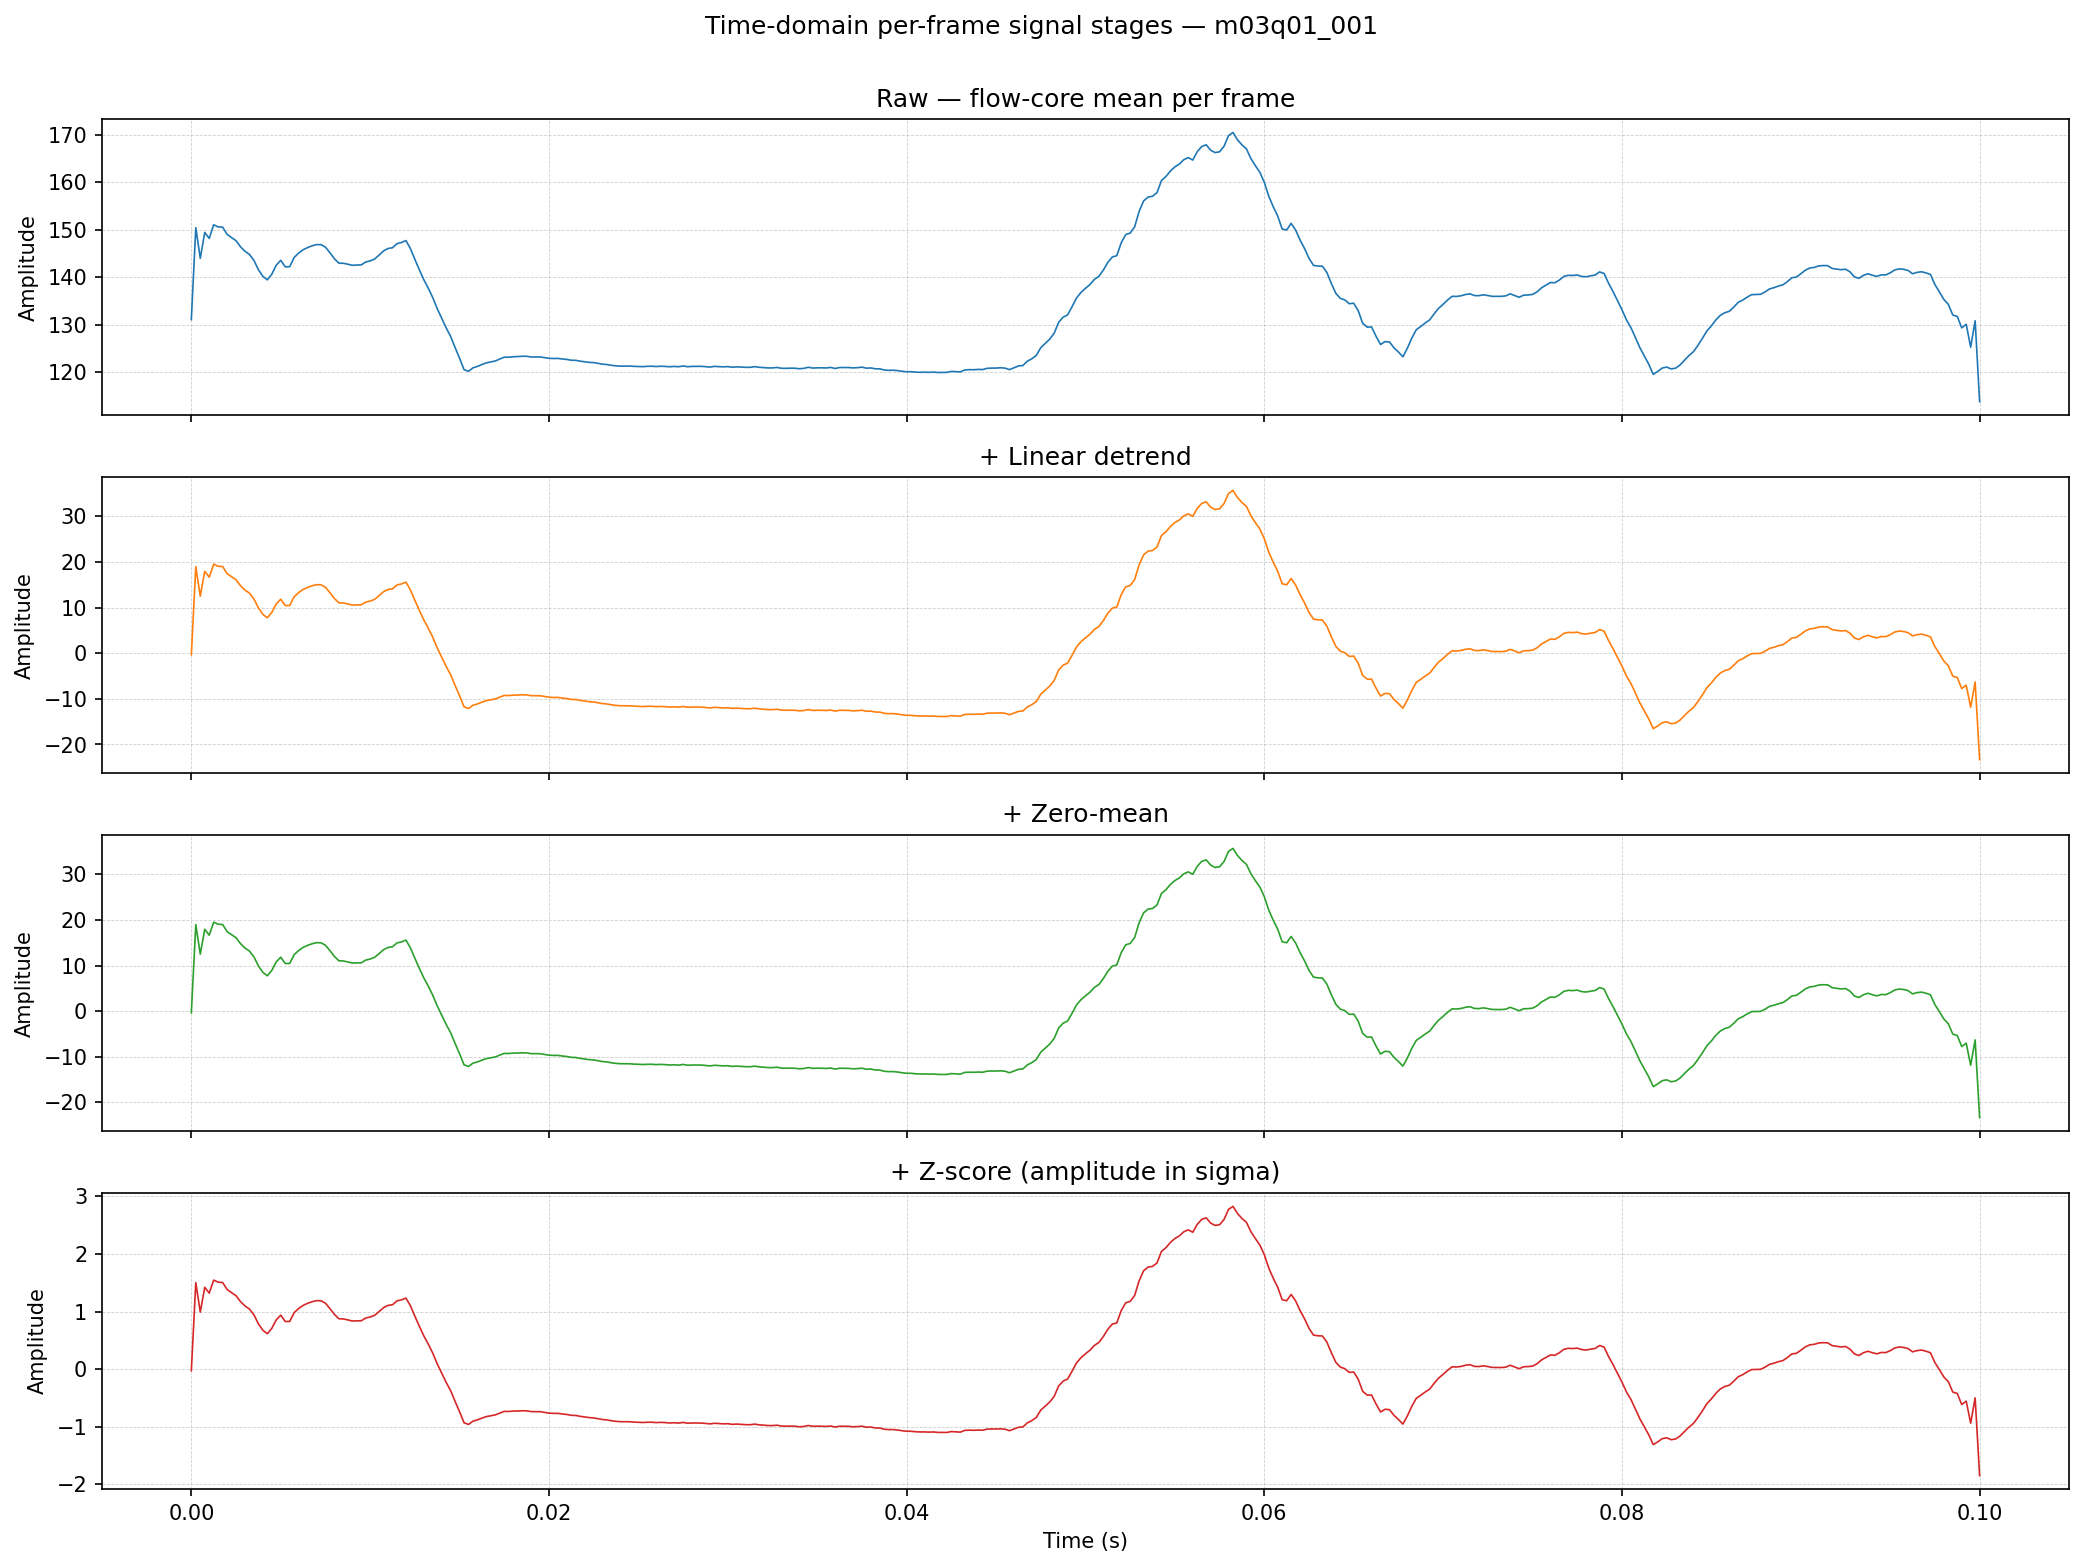 Time-domain per-frame signal stages — m03q01_001
Raw — flow-core mean per frame
Amplitude
170
160
150
140
130
120
+ Linear detrend
Amplitude
30
20
10
0
−10
−20
+ Zero-mean
Amplitude
30
20
10
0
−10
−20
+ Z-score (amplitude in sigma)
Amplitude
3
2
1
0
−1
−2
0.00 0.02 0.04 0.06 0.08 0.10
Time (s)